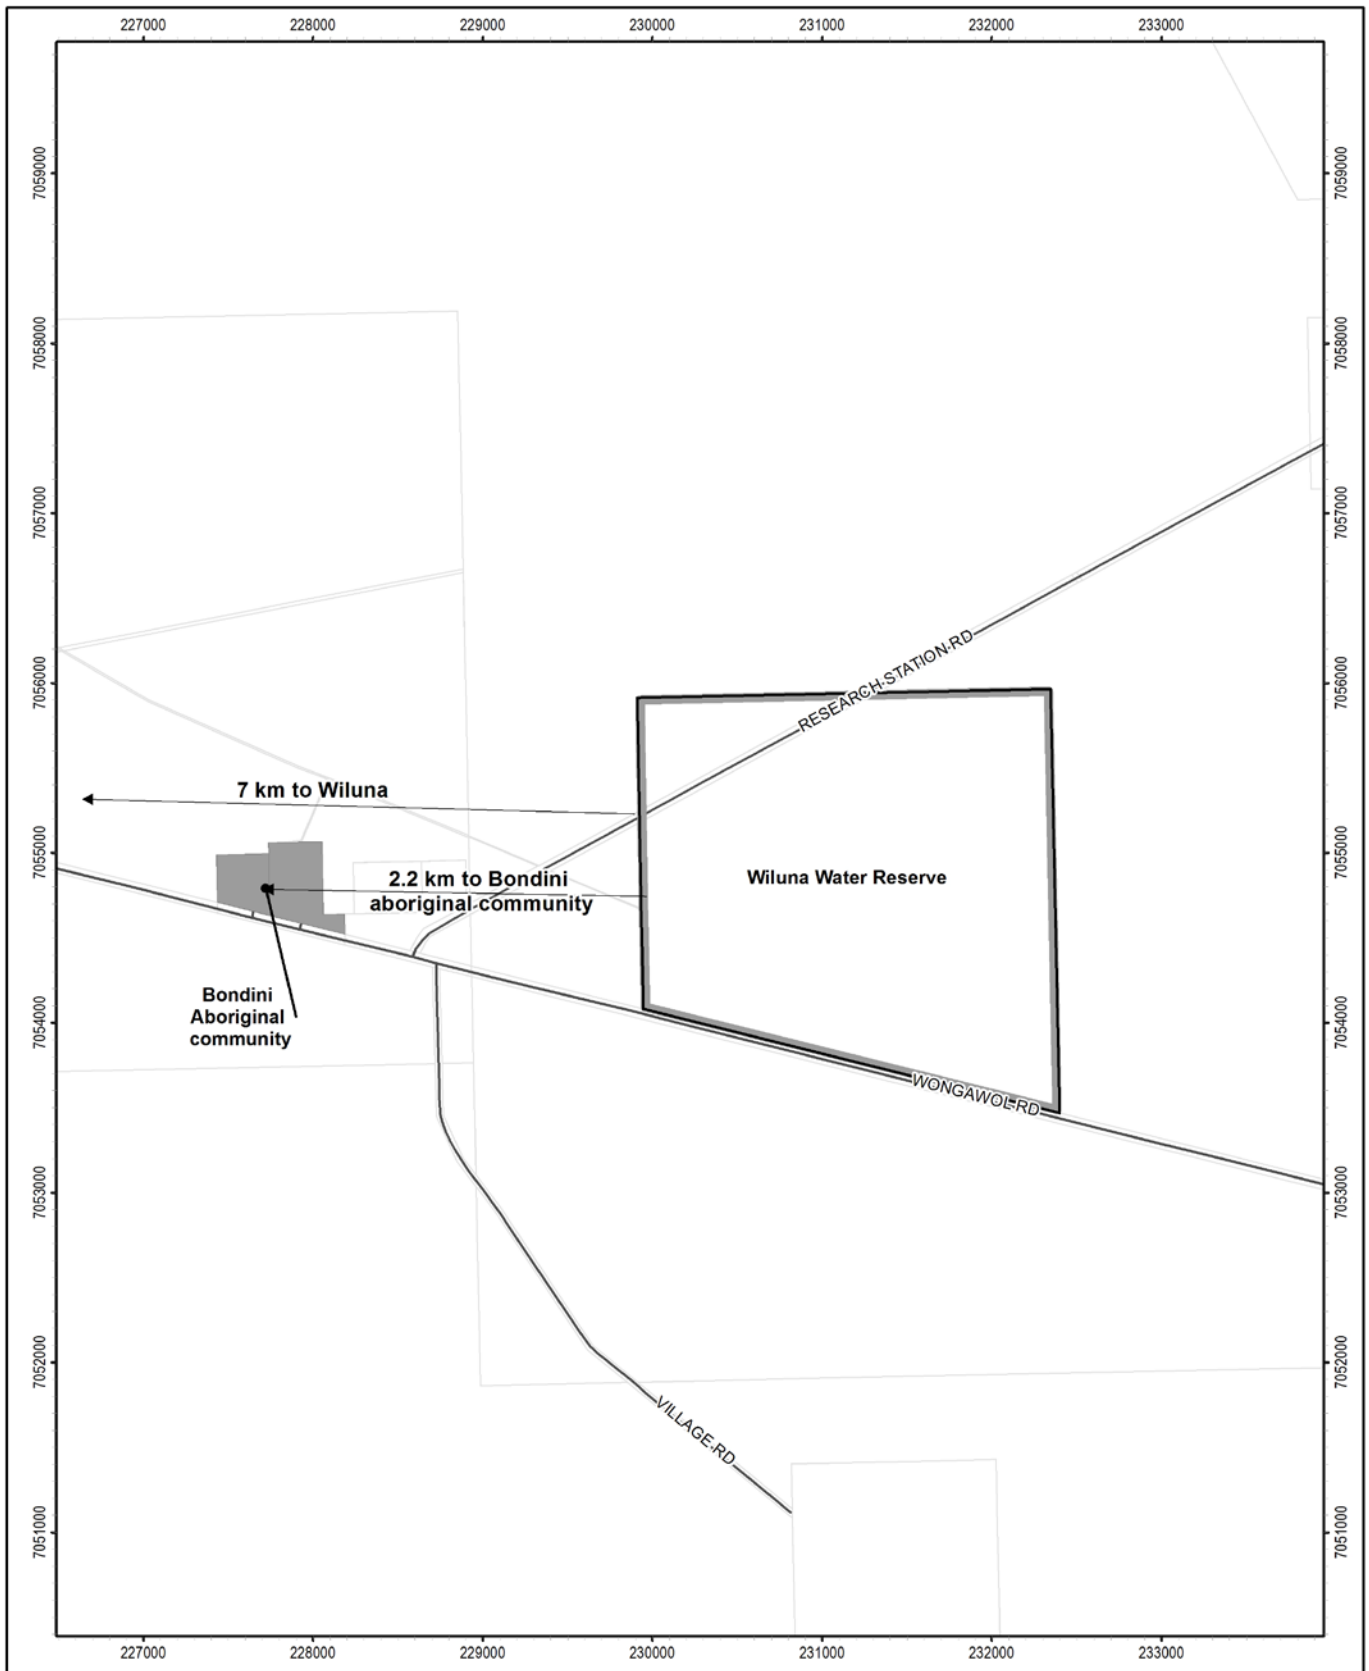 227000 228000 229000 230000 231000 232000 233000
7059000 7059000
7058000 7058000
7057000 7057000
RESEARCH STATION RD
7056000 7056000
7 km to Wiluna
7055000 7055000
2.2 km to Bondini
aboriginal community
Wiluna Water Reserve
Bondini
Aboriginal
community
7054000 7054000
WONGAWOL RD
7053000 7053000
7052000 7052000
VILLAGE RD
7051000 7051000
227000 228000 229000 230000 231000 232000 233000